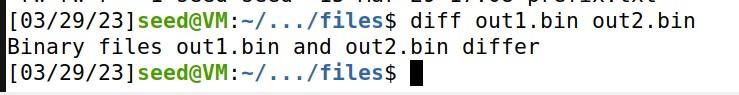 [03/29/23]seed@VM:~/.../files$ diff out1.bin out2.bin
Binary files out1.bin and out2.bin differ
[03/29/23]seed@VM:~/.../files$